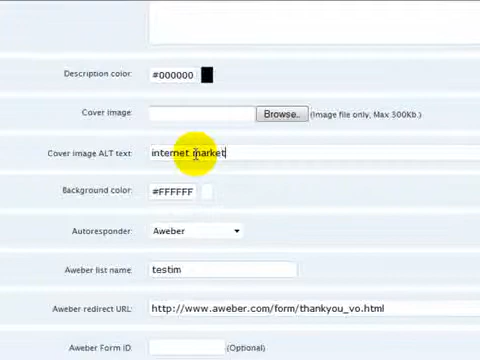 Description color: #000000
Cover image: Browse.. (Image file only, Max 300Kb.)
Cover image ALT text: internet market
Background color: #FFFFFF
Autoresponder: Aweber
Aweber list name: testim
Aweber redirect URL: http://www.aweber.com/form/thankyou_vo.html
Aweber Form ID: (Optional)